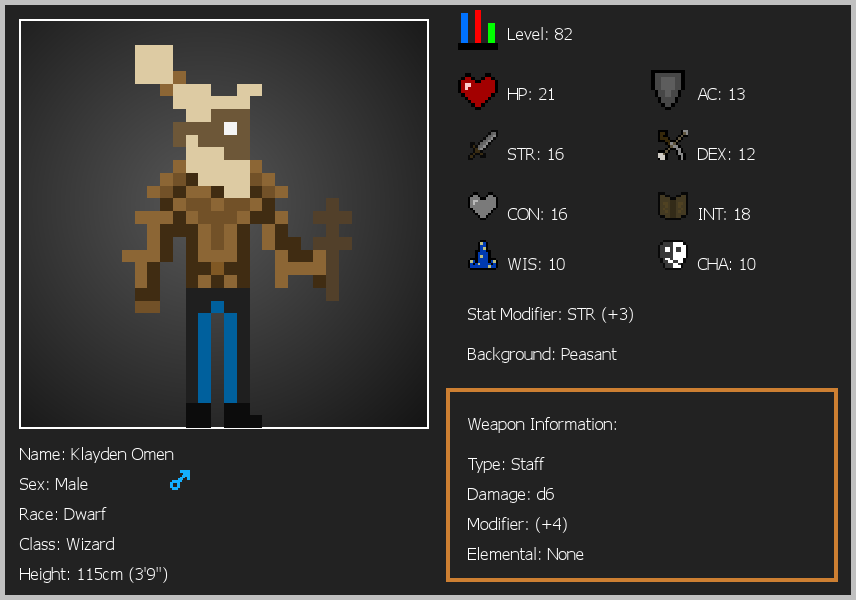 Level: 82
HP: 21
AC: 13
STR: 16
DEX: 12
CON: 16
INT: 18
WIS: 10
CHA: 10
Stat Modifier: STR (+3)
Background: Peasant
Weapon Information:
Type: Staff
Damage: d6
Modifier: (+4)
Elemental: None
Name: Klayden Omen
Sex: Male
Race: Dwarf
Class: Wizard
Height: 115cm (3'9")